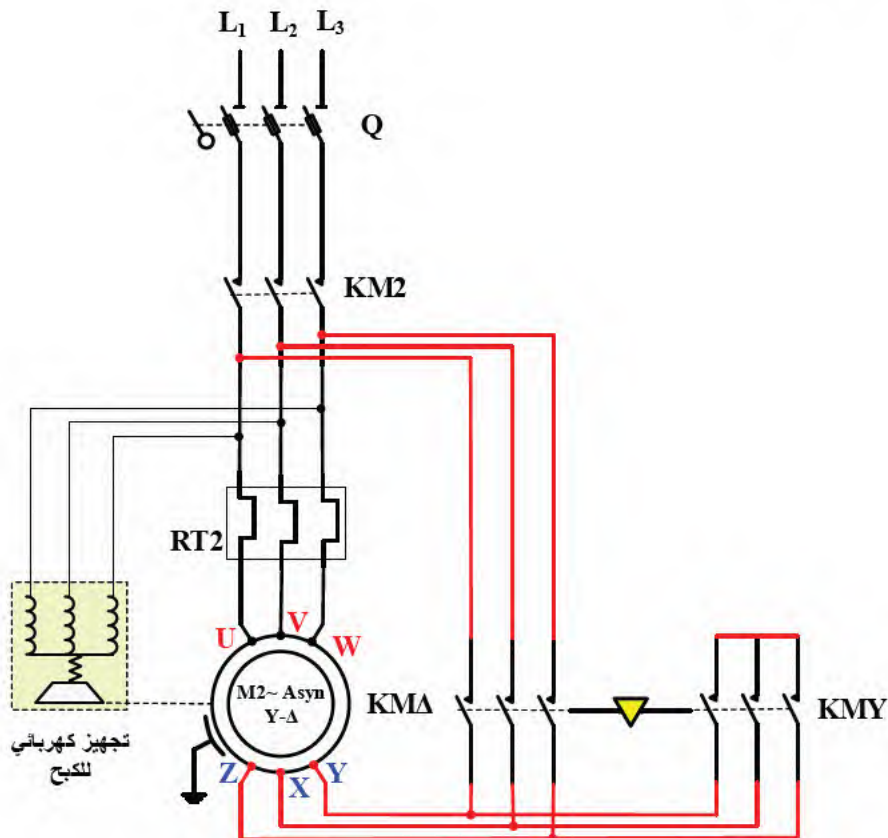 L₁ L₂ L₃
Q
KM2
RT2
U V W
M2~ Asyn
Y-Δ
KMΔ
KMY
تجهيز كهربائي
للكبح
Z X Y